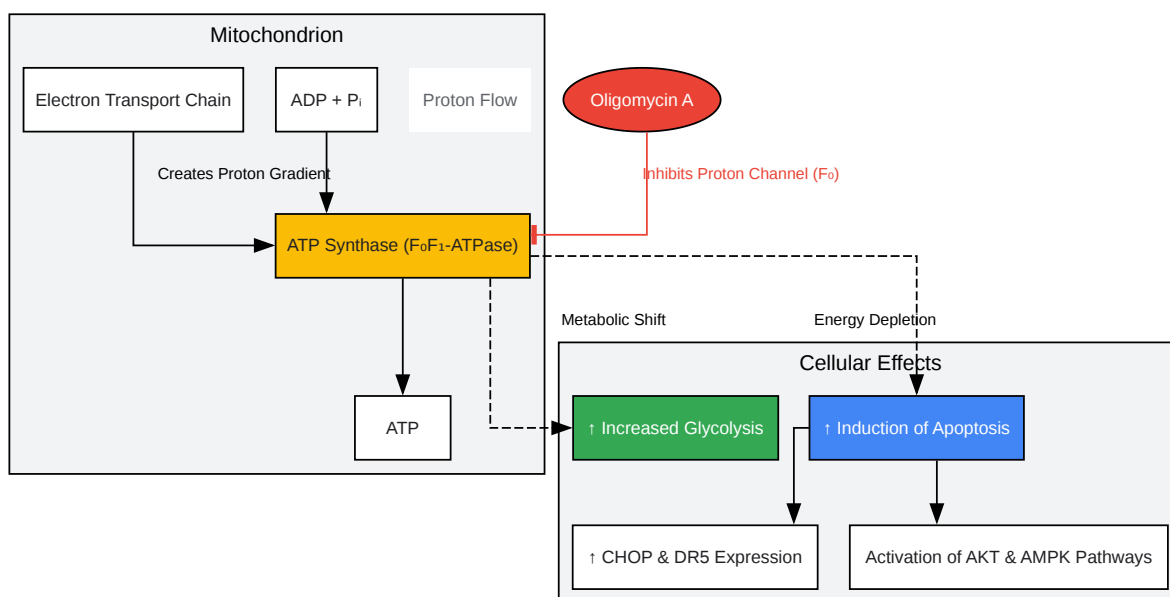 Mitochondrion
Electron Transport Chain
ADP + Pᵢ
Proton Flow
Oligomycin A
Creates Proton Gradient
Inhibits Proton Channel (F₀)
ATP Synthase (F₀F₁-ATPase)
Metabolic Shift
Energy Depletion
Cellular Effects
ATP
↑ Increased Glycolysis
↑ Induction of Apoptosis
↑ CHOP & DR5 Expression
Activation of AKT & AMPK Pathways